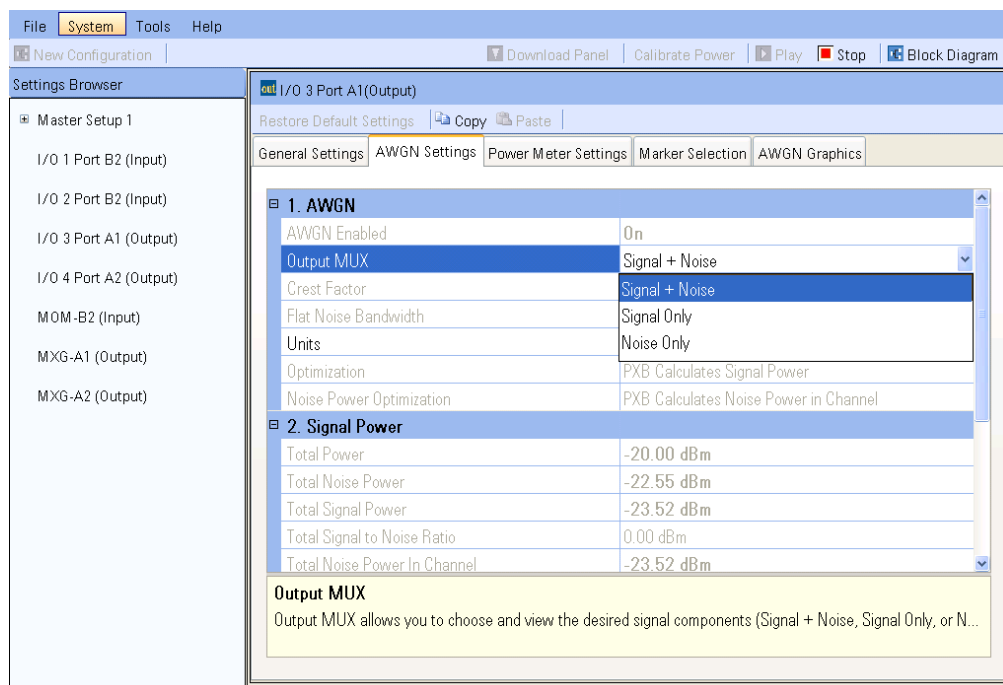 File System Tools Help
New Configuration Download Panel Calibrate Power Play Stop Block Diagram
Settings Browser
Master Setup 1
I/O 1 Port B2 (Input)
I/O 2 Port B2 (Input)
I/O 3 Port A1 (Output)
I/O 4 Port A2 (Output)
MOM-B2 (Input)
MXG-A1 (Output)
MXG-A2 (Output)
out I/O 3 Port A1(Output)
Restore Default Settings Copy Paste
General Settings AWGN Settings Power Meter Settings Marker Selection AWGN Graphics
1. AWGN
AWGN Enabled On
Output MUX Signal + Noise
Crest Factor Signal + Noise
Flat Noise Bandwidth Signal Only
Units Noise Only
Optimization PXB Calculates Signal Power
Noise Power Optimization PXB Calculates Noise Power in Channel
2. Signal Power
Total Power -20.00 dBm
Total Noise Power -22.55 dBm
Total Signal Power -23.52 dBm
Total Signal to Noise Ratio 0.00 dBm
Total Noise Power In Channel -23.52 dBm
Output MUX
Output MUX allows you to choose and view the desired signal components (Signal + Noise, Signal Only, or N...